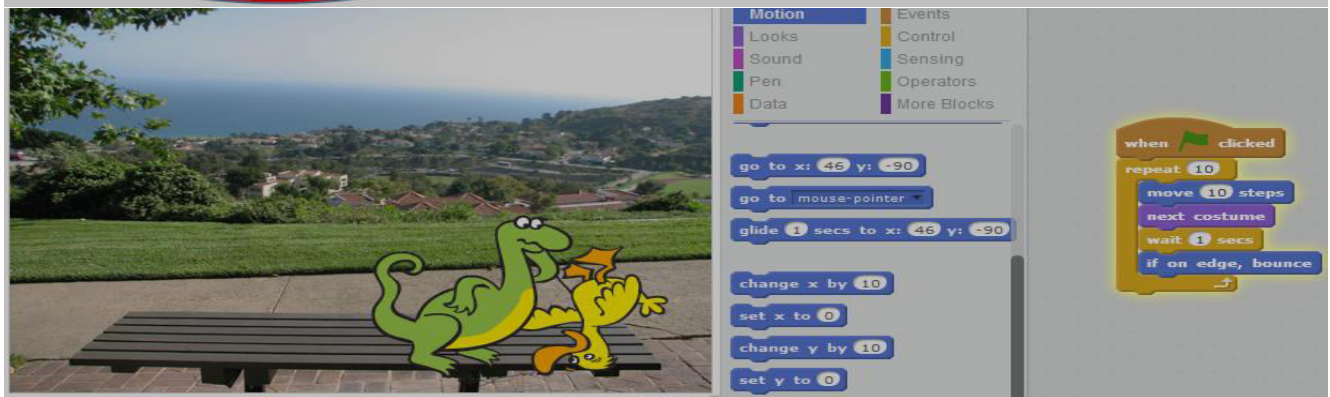 Motion
Events
Looks
Control
Sound
Sensing
Pen
Operators
Data
More Blocks
go to x: 46 y: -90
go to mouse-pointer
glide 1 secs to x: 46 y: -90
change x by 10
set x to 0
change y by 10
set y to 0
when clicked
repeat 10
move 10 steps
next costume
wait 1 secs
if on edge, bounce